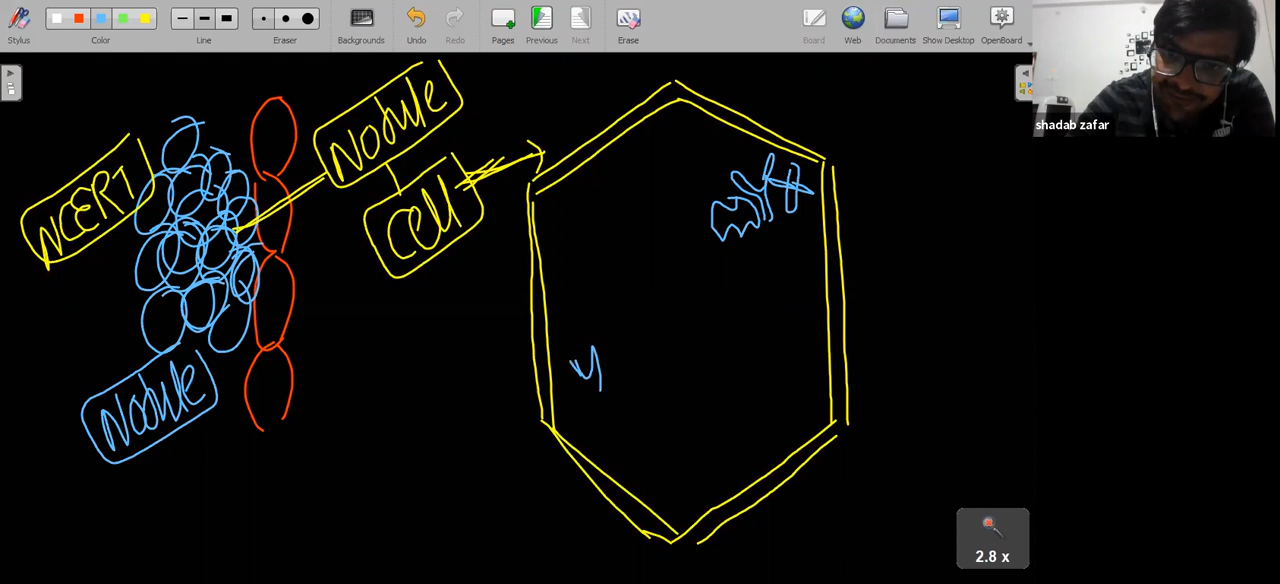 Stylus
Color
Line
Eraser
Backgrounds
Undo
Redo
Pages
Previous
Next
Erase
Board
Web
Documents
Show Desktop
OpenBoard
shadab zafar
Nodule
NCERT
Cell
Nodule
2.8 x